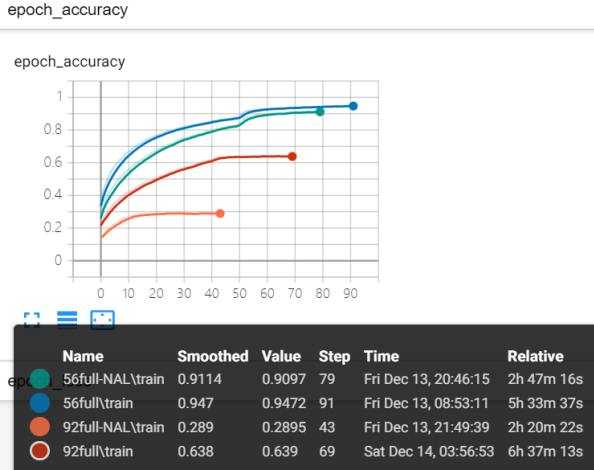 epoch_accuracy
epoch_accuracy
1
0.8
0.6
0.4
0.2
0
0 10 20 30 40 50 60 70 80 90
Name Smoothed Value Step Time Relative
56full-NAL\train 0.9114 0.9097 79 Fri Dec 13, 20:46:15 2h 47m 16s
56full\train 0.947 0.9472 91 Fri Dec 13, 08:53:11 5h 33m 37s
92full-NAL\train 0.289 0.2895 43 Fri Dec 13, 21:49:39 2h 20m 22s
92full\train 0.638 0.639 69 Sat Dec 14, 03:56:53 6h 37m 13s